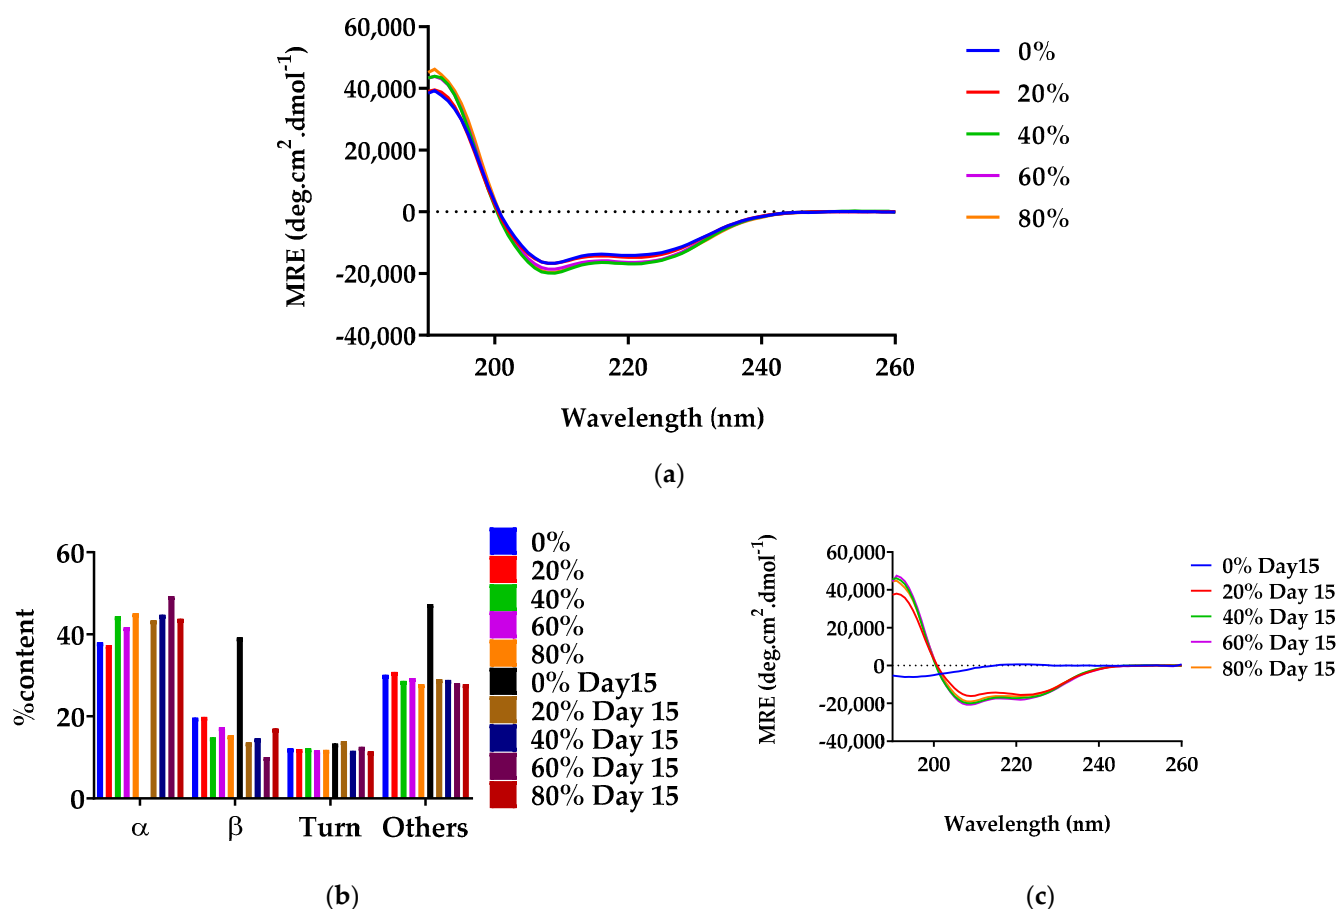 60,000
40,000
20,000
0
-20,000
-40,000
MRE (deg.cm2.dmol-1)
200 220 240 260
Wavelength (nm)
0%
20%
40%
60%
80%
(a)
60
40
20
0
%content
α β Turn Others
0%
20%
40%
60%
80%
0% Day15
20% Day 15
40% Day 15
60% Day 15
80% Day 15
(b)
60,000
40,000
20,000
0
-20,000
-40,000
MRE (deg.cm2.dmol-1)
200 220 240 260
Wavelength (nm)
0% Day15
20% Day 15
40% Day 15
60% Day 15
80% Day 15
(c)